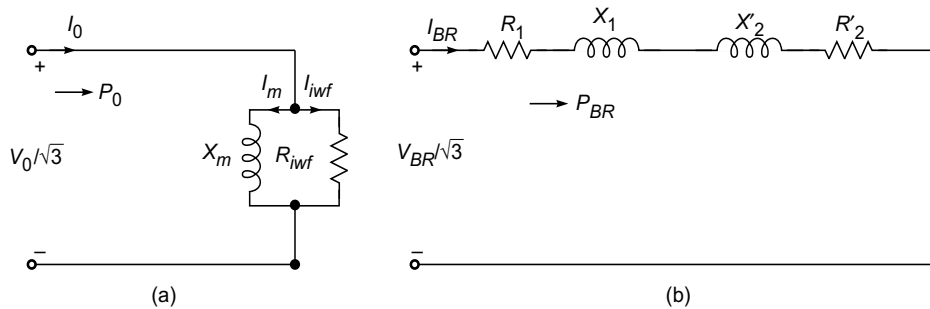 I0
+
P0
Im Iiwf
Xm
Riwf
V0/√3
–
(a)
IBR
R1
X1
X'2
R'2
+
PBR
VBR/√3
–
(b)